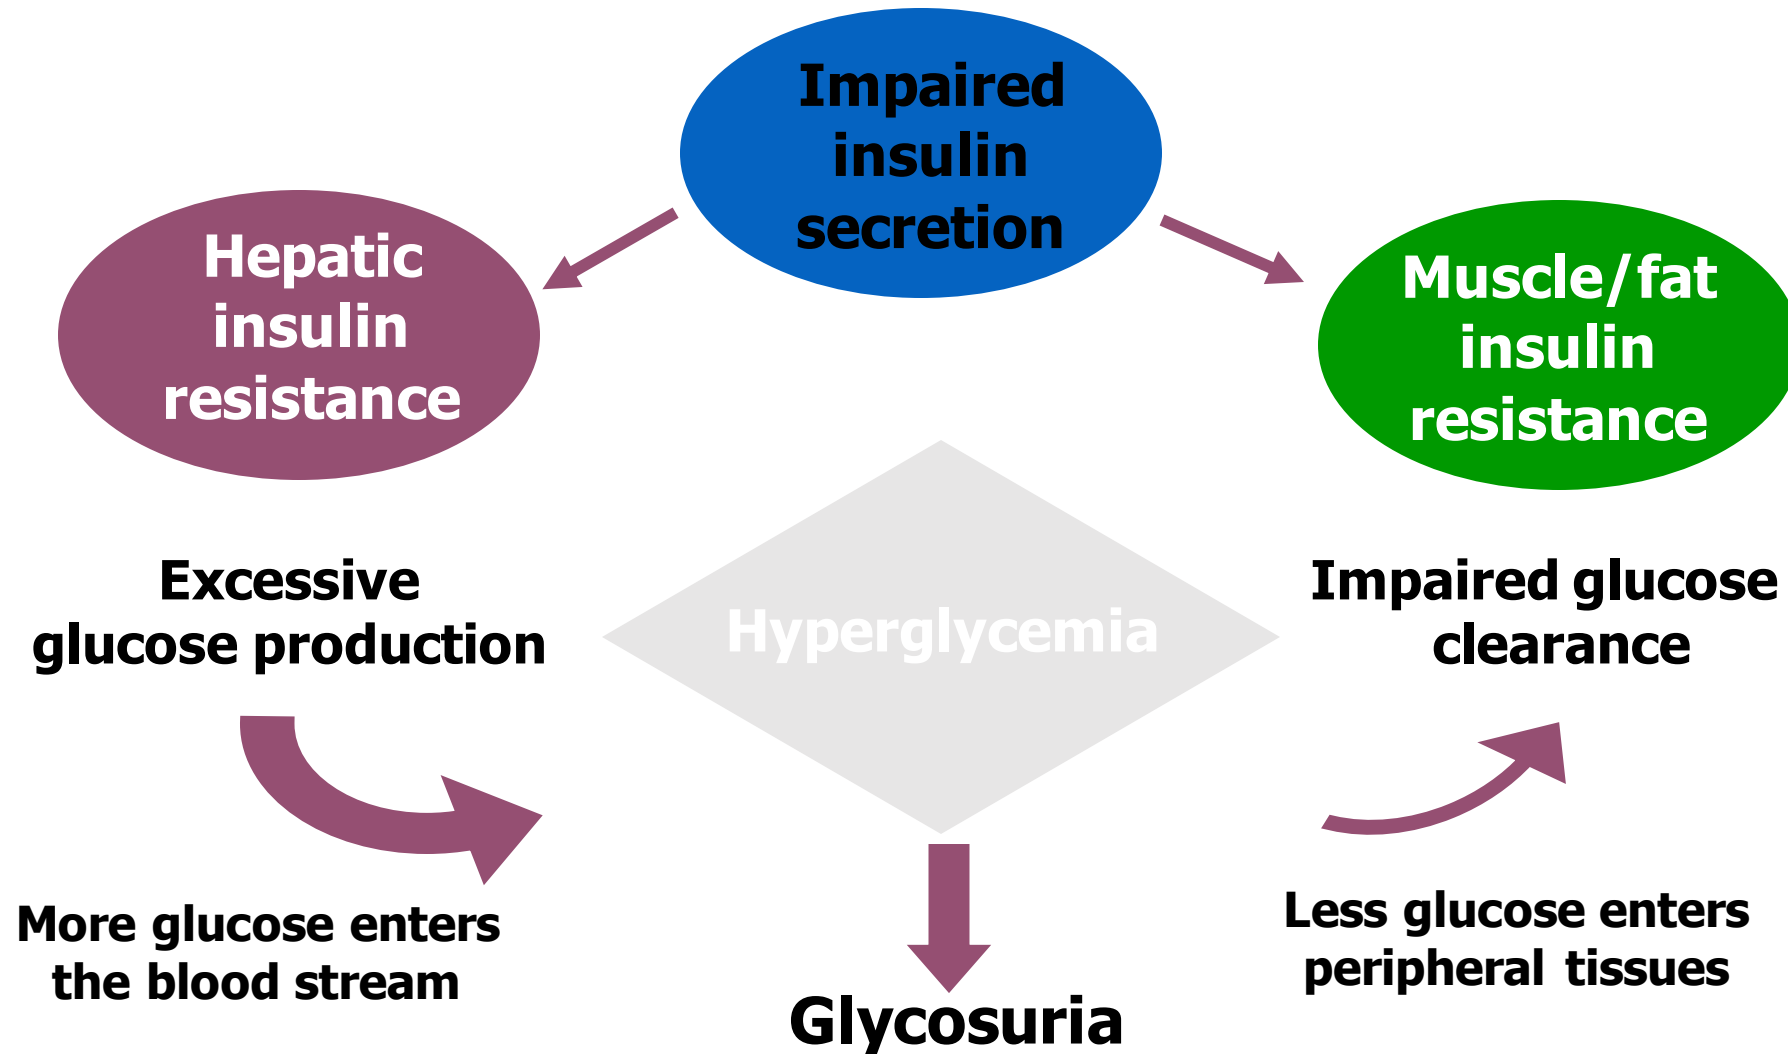 Impaired
insulin
secretion
Hepatic
insulin
resistance
Muscle/fat
insulin
resistance
Excessive
glucose production
Hyperglycemia
Impaired glucose
clearance
More glucose enters
the blood stream
Less glucose enters
peripheral tissues
Glycosuria